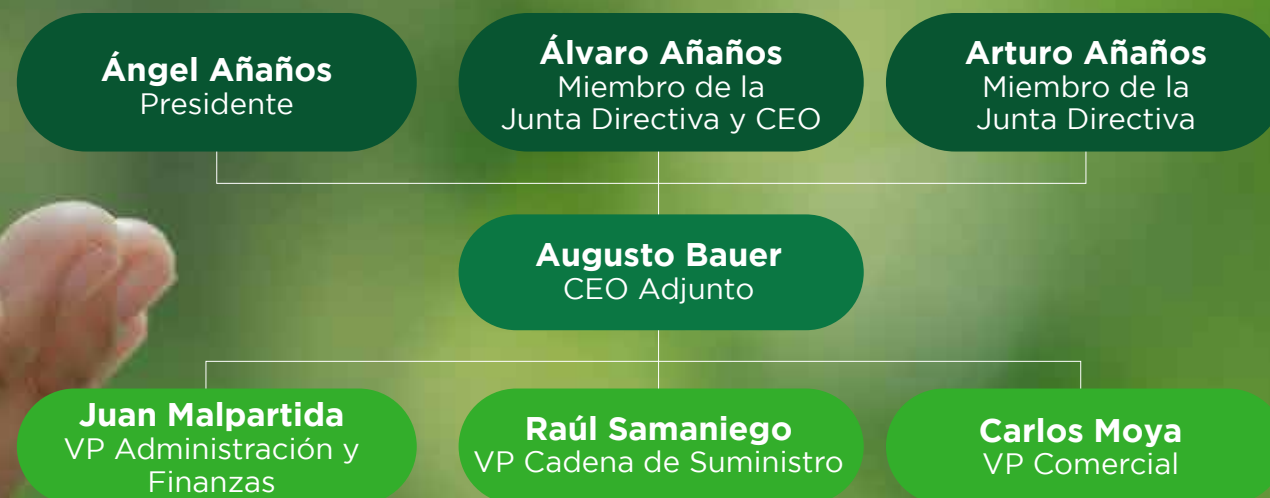 Ángel Añaños
Presidente
Álvaro Añaños
Miembro de la
Junta Directiva y CEO
Arturo Añaños
Miembro de la
Junta Directiva
Augusto Bauer
CEO Adjunto
Juan Malpartida
VP Administración y
Finanzas
Raúl Samaniego
VP Cadena de Suministro
Carlos Moya
VP Comercial